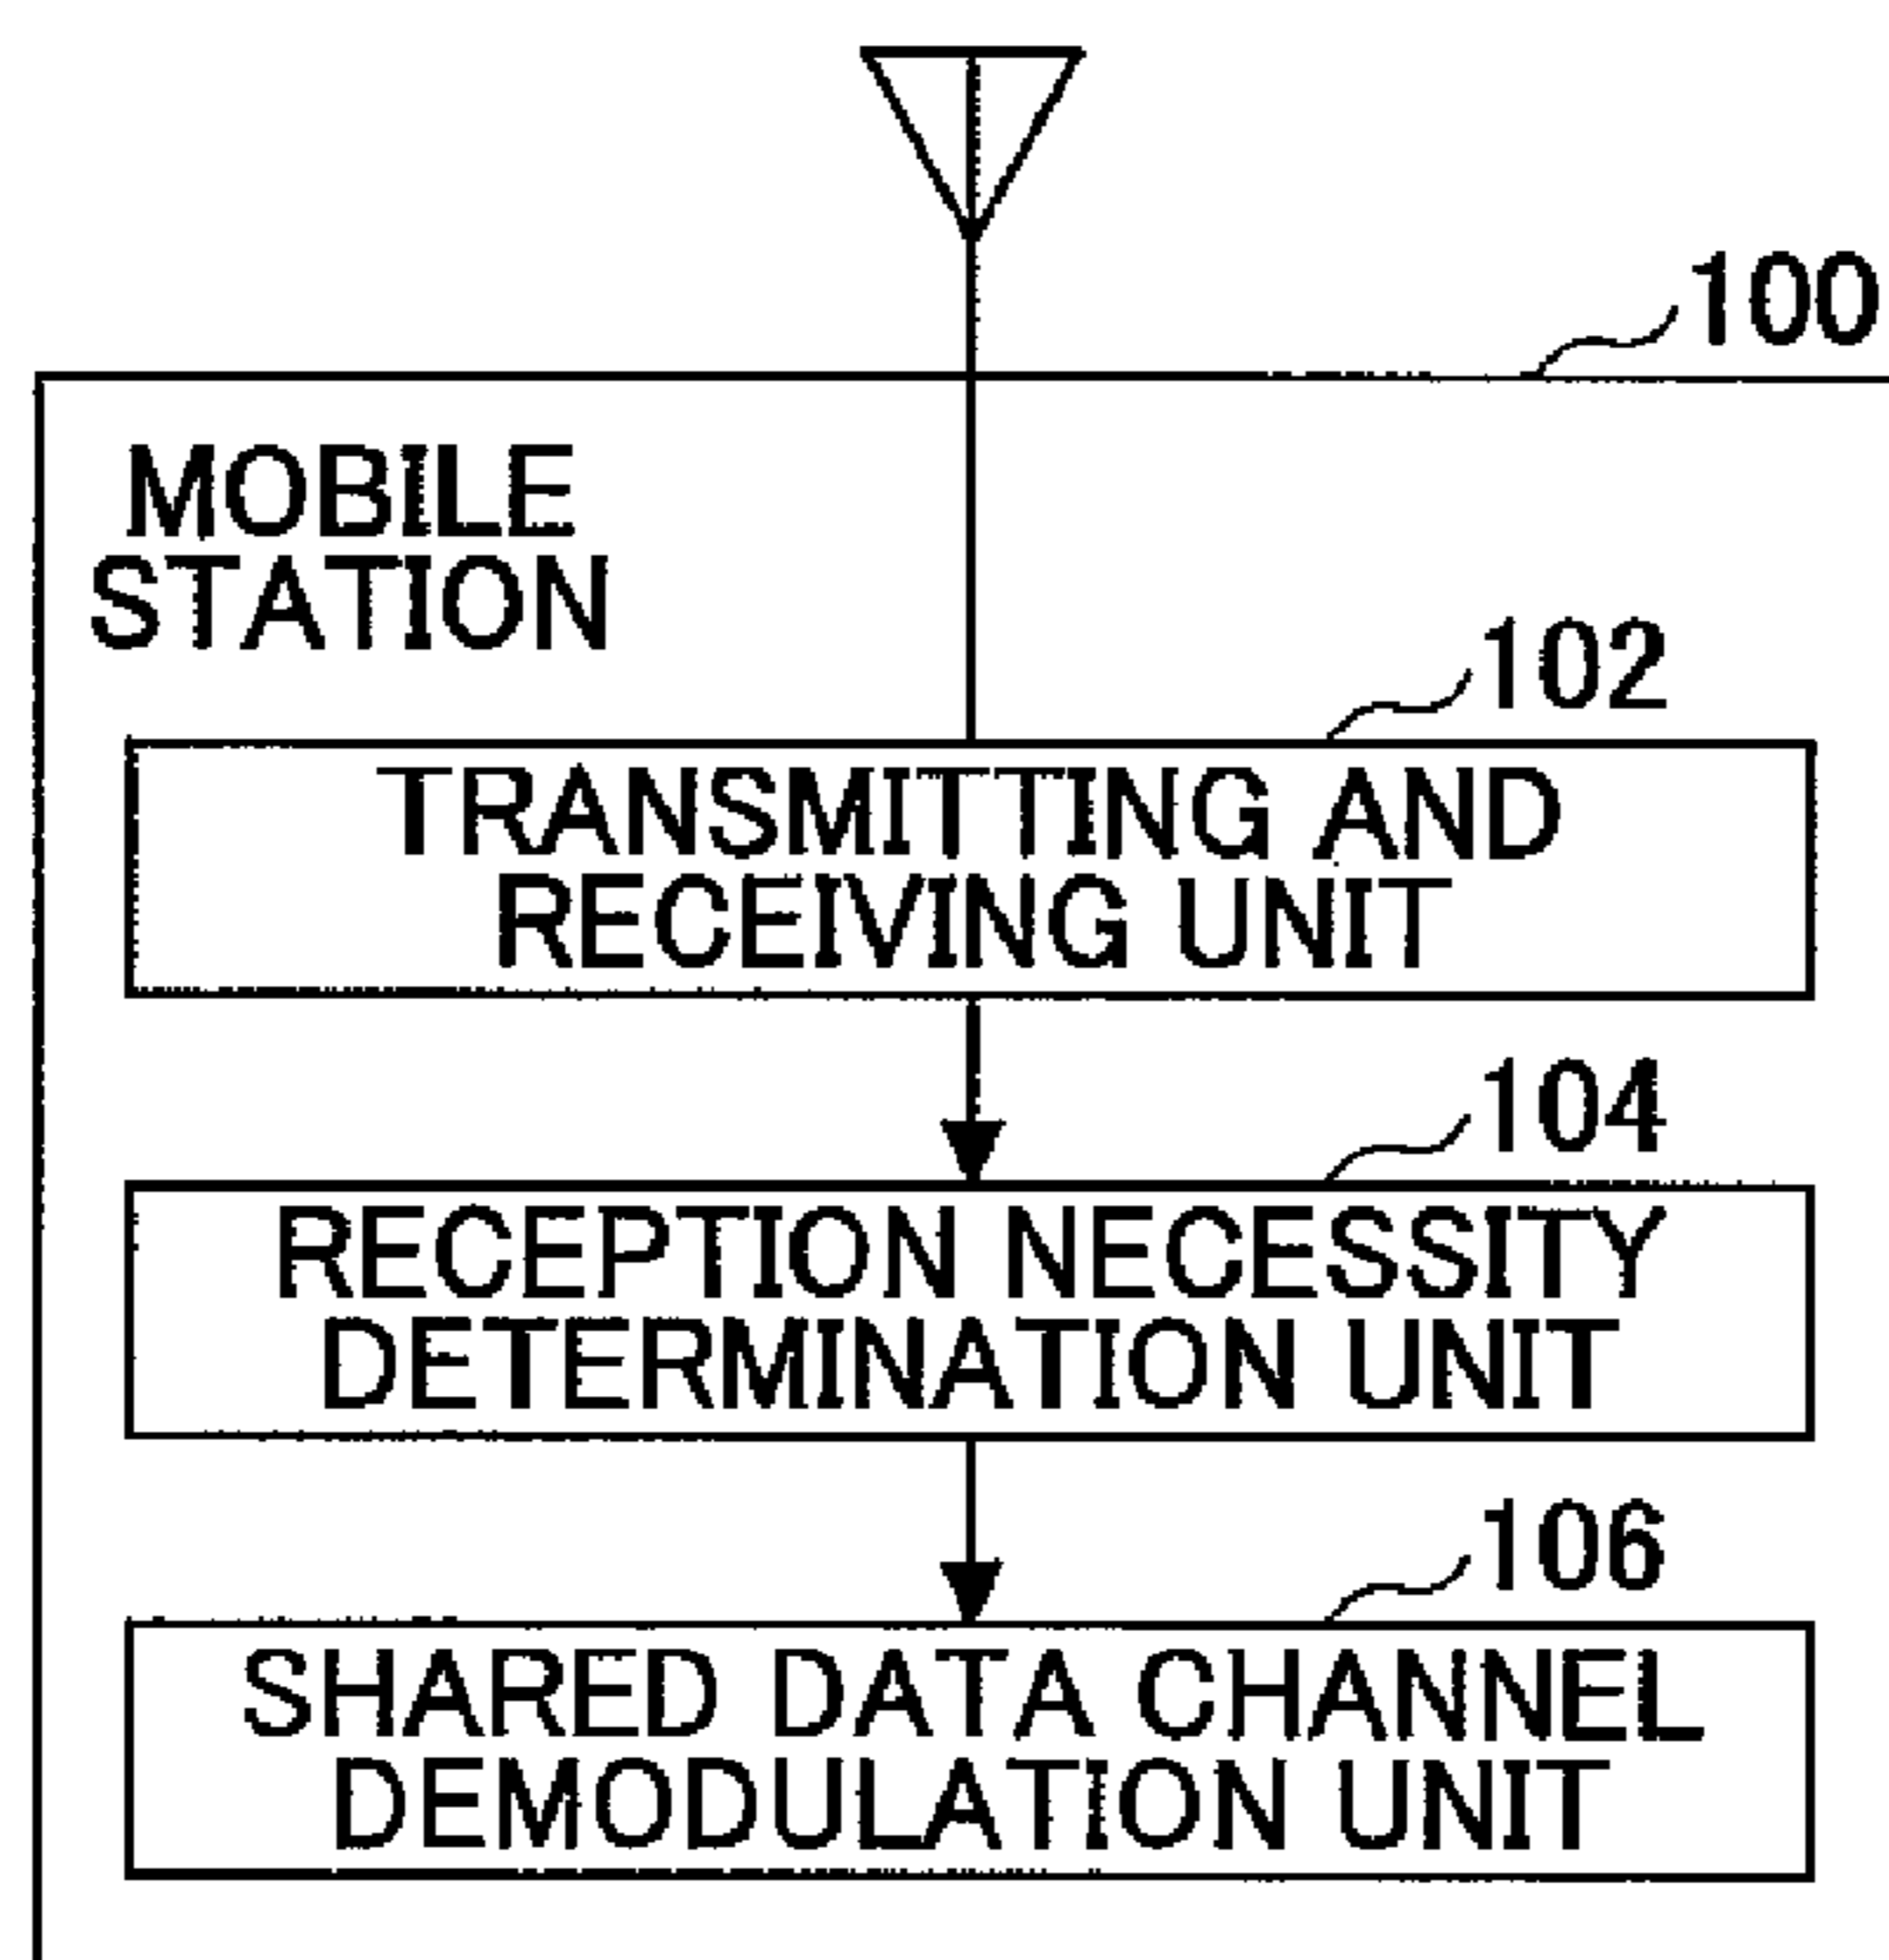 100
MOBILE
STATION
102
TRANSMITTING AND
RECEIVING UNIT
104
RECEPTION NECESSITY
DETERMINATION UNIT
106
SHARED DATA CHANNEL
DEMODULATION UNIT